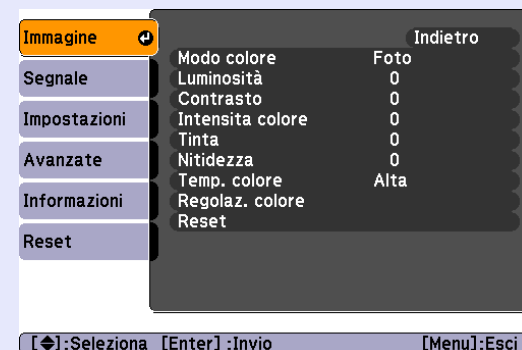 Immagine
Segnale
Impostazioni
Avanzate
Informazioni
Reset
Indietro
Modo colore Foto
Luminosità 0
Contrasto 0
Intensita colore 0
Tinta 0
Nitidezza 0
Temp. colore Alta
Regolaz. colore
Reset
[◆]:Seleziona [Enter] :Invio [Menu]:Esci